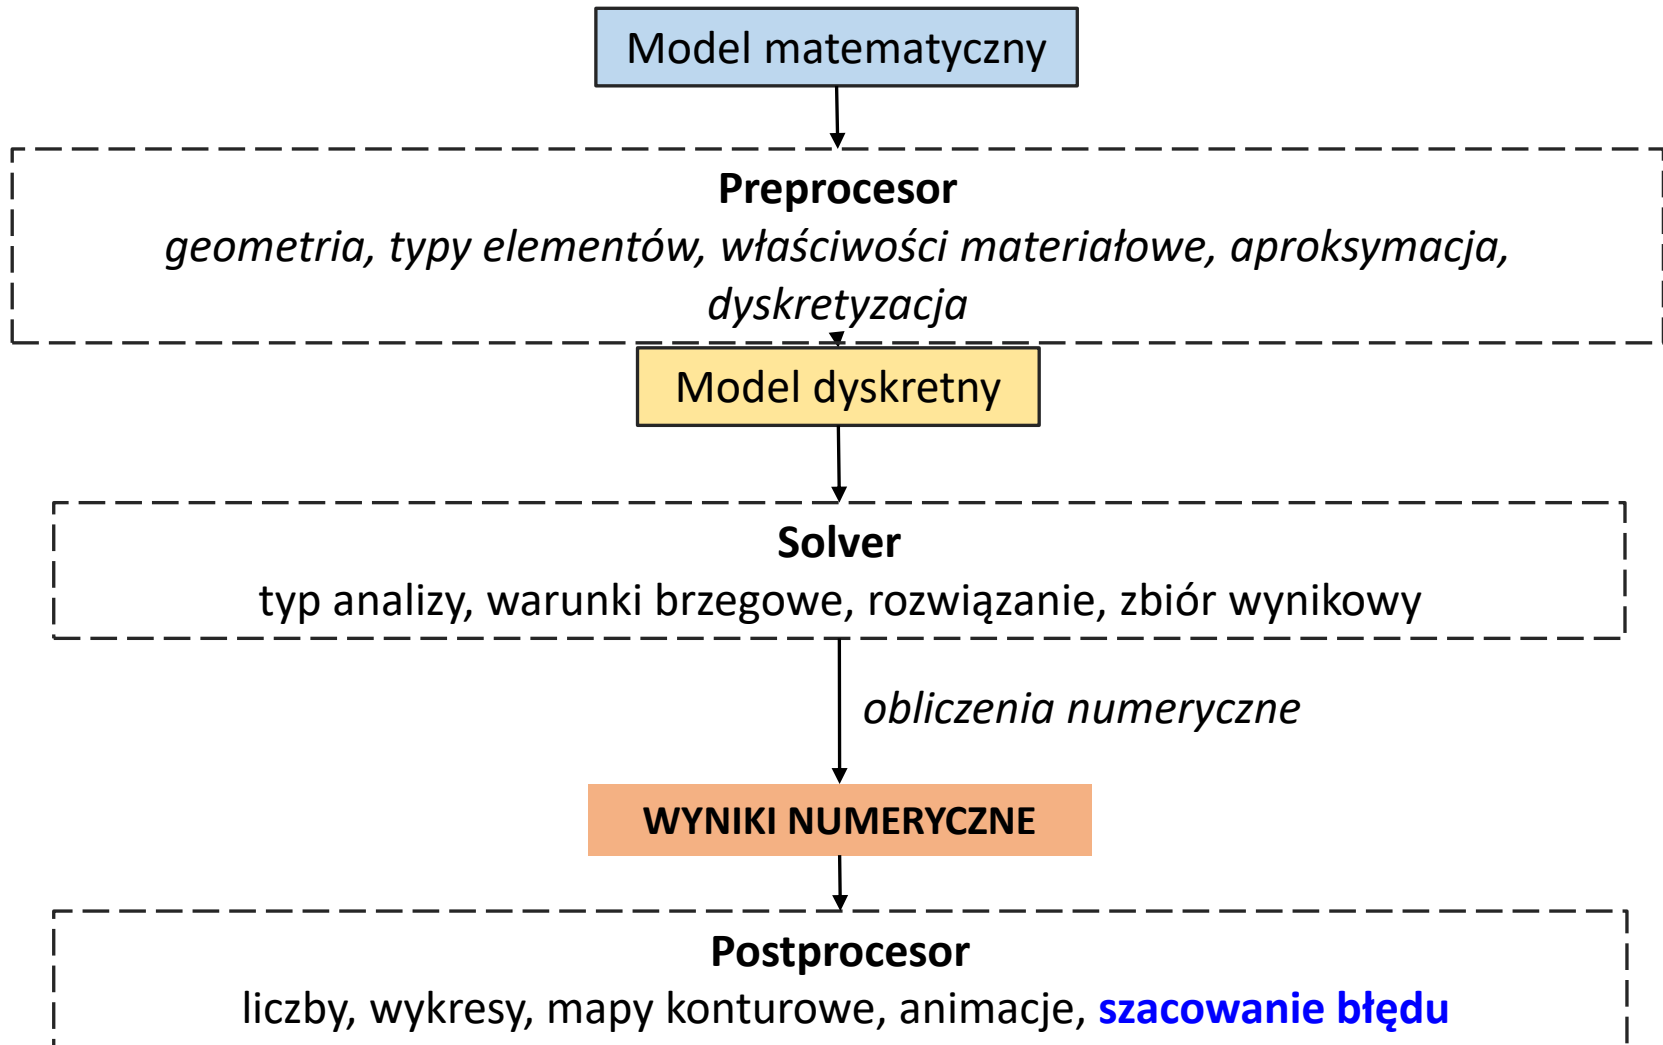 Model matematyczny
Preprocesor
geometria, typy elementów, właściwości materiałowe, aproksymacja,
dyskretyzacja
Model dyskretny
Solver
typ analizy, warunki brzegowe, rozwiązanie, zbiór wynikowy
obliczenia numeryczne
WYNIKI NUMERYCZNE
Postprocesor
liczby, wykresy, mapy konturowe, animacje, szacowanie błędu